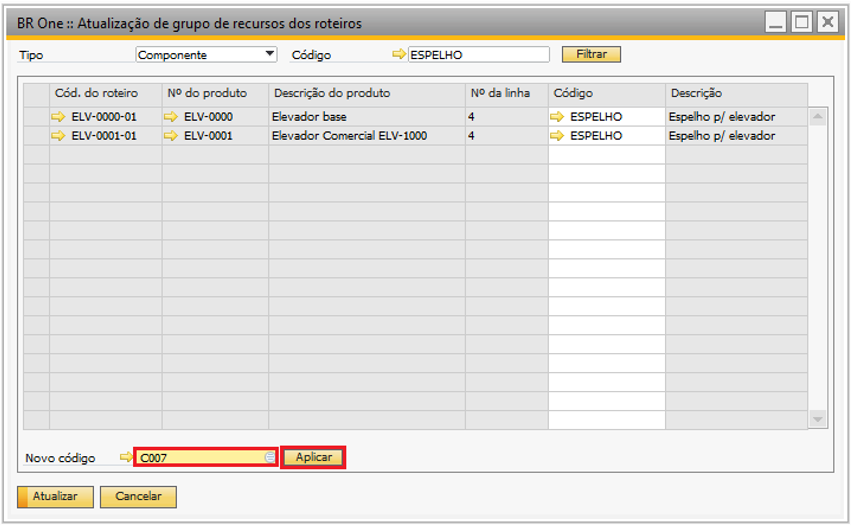 BR One :: Atualização de grupo de recursos dos roteiros
Tipo Componente Código ESPELHO Filtrar
Cód. do roteiro Nº do produto Descrição do produto Nº da linha Código Descrição
ELV-0000-01 ELV-0000 Elevador base 4 ESPELHO Espelho p/ elevador
ELV-0001-01 ELV-0001 Elevador Comercial ELV-1000 4 ESPELHO Espelho p/ elevador
Novo código C007 Aplicar
Atualizar Cancelar